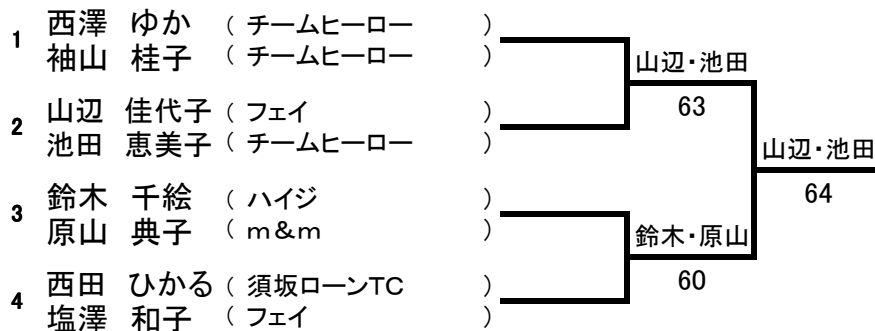 1 西澤 ゆか ( チームヒーロー )
袖山 桂子 ( チームヒーロー )
山辺・池田
63
2 山辺 佳代子 ( フェイ )
池田 恵美子 ( チームヒーロー )
山辺・池田
64
3 鈴木 千絵 ( ハイジ )
原山 典子 ( m&m )
鈴木・原山
60
4 西田 ひかる ( 須坂ローンTC )
塩澤 和子 ( フェイ )